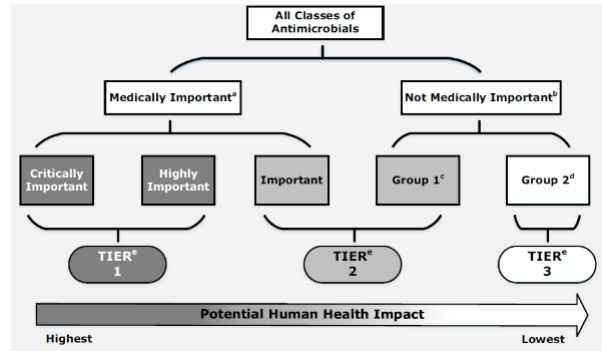 All Classes of
Antimicrobials
Medically Importantᵃ
Not Medically Importantᵇ
Critically
Important
Highly
Important
Important
Group 1ᶜ
Group 2ᵈ
TIERᵉ
1
TIERᵉ
2
TIERᵉ
3
Potential Human Health Impact
Highest
Lowest